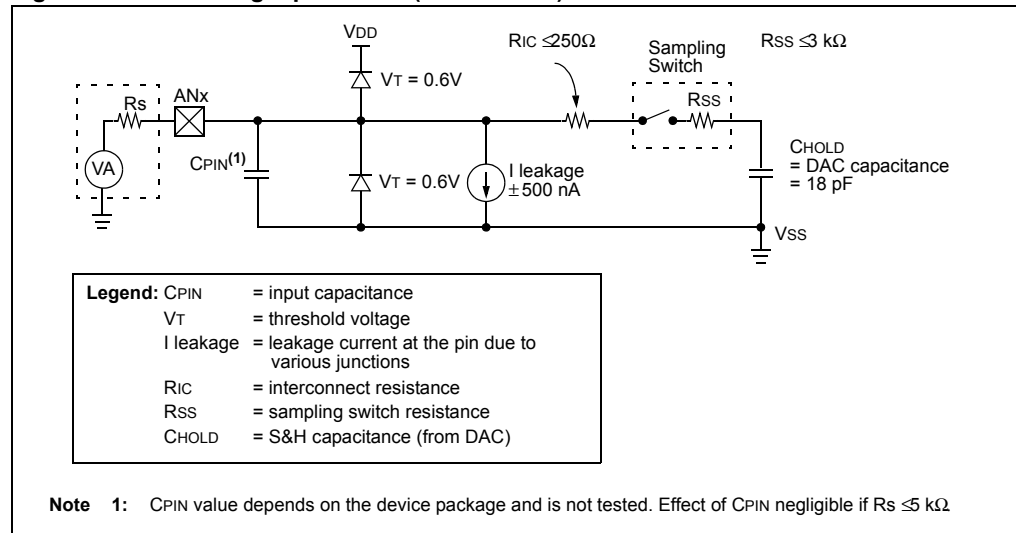 VDD
RIC ≤250Ω
Sampling
Switch
RSS ≤3 kΩ
VT = 0.6V
Rs
ANx
RSS
CPIN(1)
VA
VT = 0.6V
I leakage
±500 nA
CHOLD
= DAC capacitance
= 18 pF
VSS
Legend: CPIN = input capacitance
VT = threshold voltage
I leakage = leakage current at the pin due to
various junctions
RIC = interconnect resistance
RSS = sampling switch resistance
CHOLD = S&H capacitance (from DAC)
Note 1: CPIN value depends on the device package and is not tested. Effect of CPIN negligible if Rs ≤5 kΩ